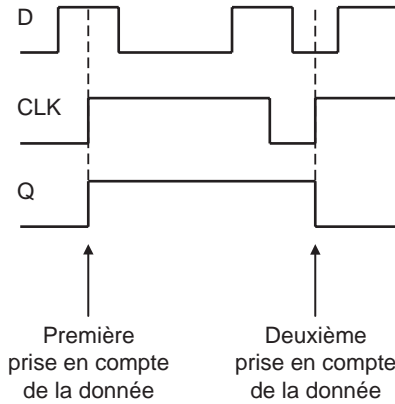 D
CLK
Q
Première
prise en compte
de la donnée
Deuxième
prise en compte
de la donnée